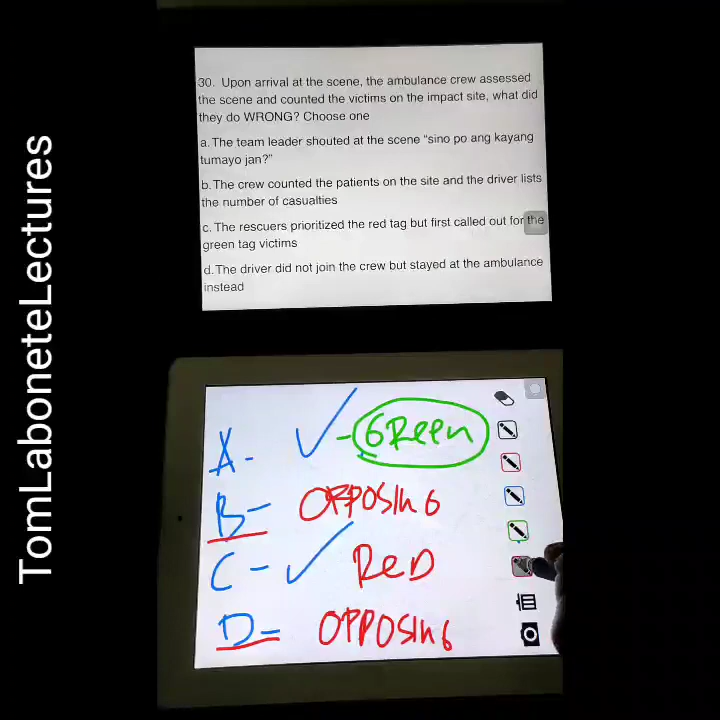 TomLaboneteLectures
30. Upon arrival at the scene, the ambulance crew assessed
the scene and counted the victims on the impact site, what did
they do WRONG? Choose one
a. The team leader shouted at the scene “sino po ang kayang
tumayo jan?”
b. The crew counted the patients on the site and the driver lists
the number of casualties
c. The rescuers prioritized the red tag but first called out for the
green tag victims
d. The driver did not join the crew but stayed at the ambulance
instead
A- ✓ -GReen
B- OPPOSIng
C- ✓ ReD
D= OPPOSIng